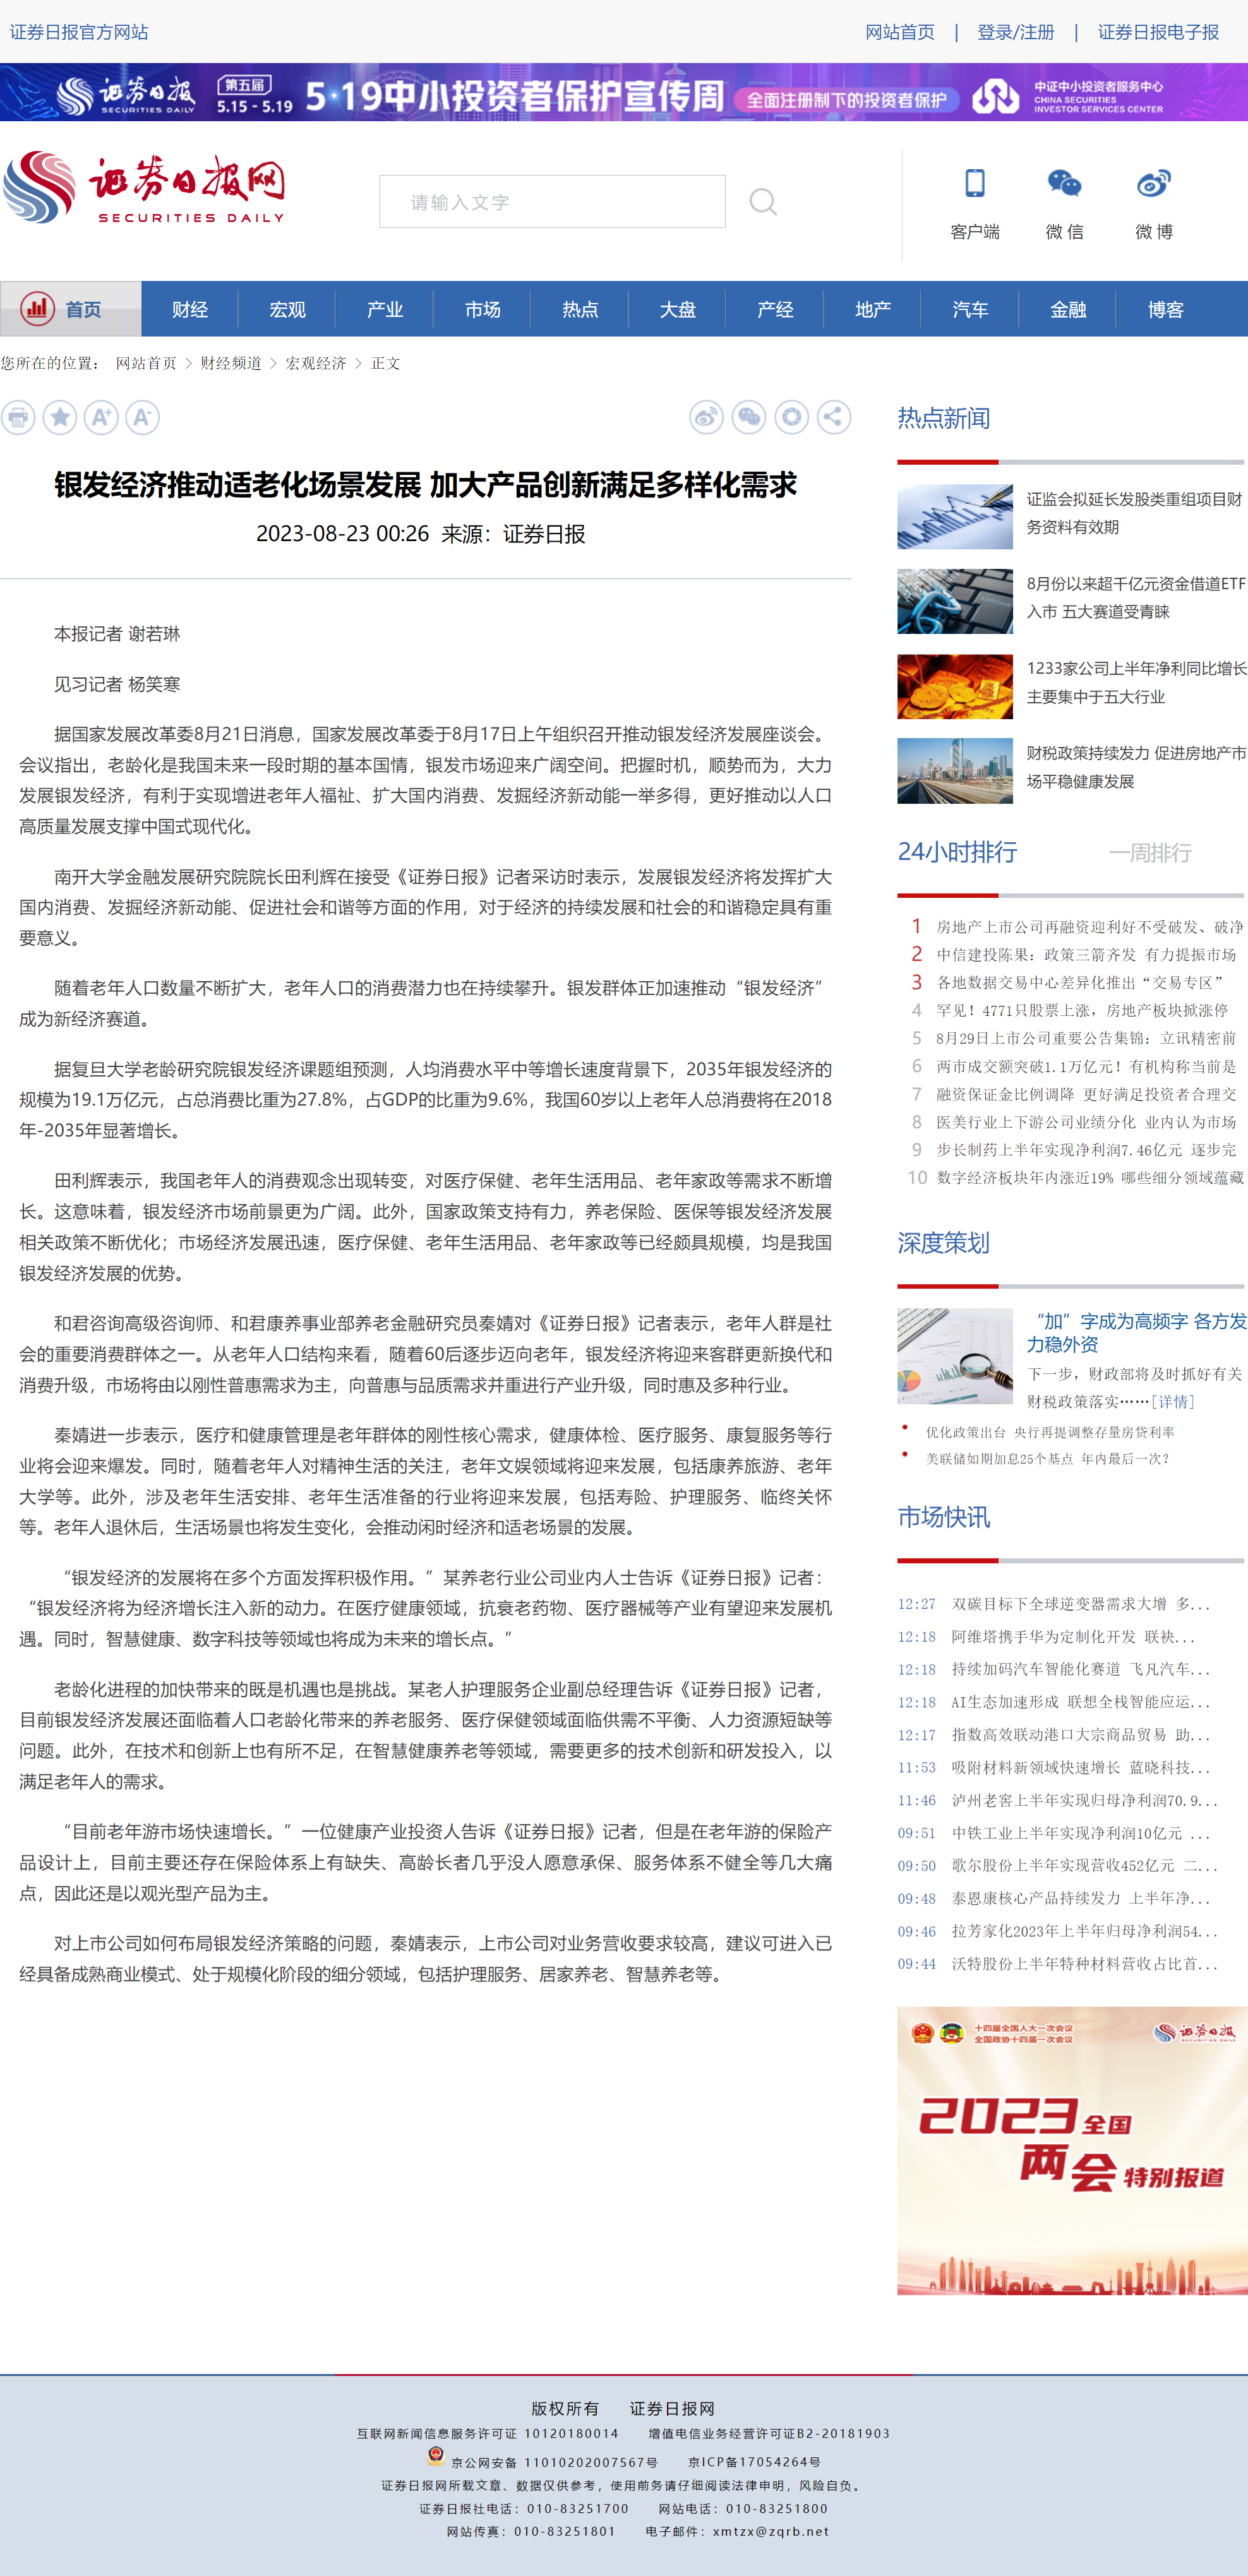 证券日报官方网站
网站首页 | 登录/注册 | 证券日报电子报
证券日报 SECURITIES DAILY 第五届 5.15 - 5.19 5·19中小投资者保护宣传周 全面注册制下的投资者保护 中证中小投资者服务中心 CHINA SECURITIES INVESTOR SERVICES CENTER
证券日报网
SECURITIES DAILY
请输入文字
客户端 微 信 微 博
首页 财经 宏观 产业 市场 热点 大盘 产经 地产 汽车 金融 博客
您所在的位置： 网站首页 > 财经频道 > 宏观经济 > 正文
A+ A-
银发经济推动适老化场景发展 加大产品创新满足多样化需求
2023-08-23 00:26 来源：证券日报
本报记者 谢若琳
见习记者 杨笑寒
据国家发展改革委8月21日消息，国家发展改革委于8月17日上午组织召开推动银发经济发展座谈会。
会议指出，老龄化是我国未来一段时期的基本国情，银发市场迎来广阔空间。把握时机，顺势而为，大力
发展银发经济，有利于实现增进老年人福祉、扩大国内消费、发掘经济新动能一举多得，更好推动以人口
高质量发展支撑中国式现代化。
南开大学金融发展研究院院长田利辉在接受《证券日报》记者采访时表示，发展银发经济将发挥扩大
国内消费、发掘经济新动能、促进社会和谐等方面的作用，对于经济的持续发展和社会的和谐稳定具有重
要意义。
随着老年人口数量不断扩大，老年人口的消费潜力也在持续攀升。银发群体正加速推动“银发经济”
成为新经济赛道。
据复旦大学老龄研究院银发经济课题组预测，人均消费水平中等增长速度背景下，2035年银发经济的
规模为19.1万亿元，占总消费比重为27.8%，占GDP的比重为9.6%，我国60岁以上老年人总消费将在2018
年-2035年显著增长。
田利辉表示，我国老年人的消费观念出现转变，对医疗保健、老年生活用品、老年家政等需求不断增
长。这意味着，银发经济市场前景更为广阔。此外，国家政策支持有力，养老保险、医保等银发经济发展
相关政策不断优化；市场经济发展迅速，医疗保健、老年生活用品、老年家政等已经颇具规模，均是我国
银发经济发展的优势。
和君咨询高级咨询师、和君康养事业部养老金融研究员秦婧对《证券日报》记者表示，老年人群是社
会的重要消费群体之一。从老年人口结构来看，随着60后逐步迈向老年，银发经济将迎来客群更新换代和
消费升级，市场将由以刚性普惠需求为主，向普惠与品质需求并重进行产业升级，同时惠及多种行业。
秦婧进一步表示，医疗和健康管理是老年群体的刚性核心需求，健康体检、医疗服务、康复服务等行
业将会迎来爆发。同时，随着老年人对精神生活的关注，老年文娱领域将迎来发展，包括康养旅游、老年
大学等。此外，涉及老年生活安排、老年生活准备的行业将迎来发展，包括寿险、护理服务、临终关怀
等。老年人退休后，生活场景也将发生变化，会推动闲时经济和适老场景的发展。
“银发经济的发展将在多个方面发挥积极作用。”某养老行业公司业内人士告诉《证券日报》记者：
“银发经济将为经济增长注入新的动力。在医疗健康领域，抗衰老药物、医疗器械等产业有望迎来发展机
遇。同时，智慧健康、数字科技等领域也将成为未来的增长点。”
老龄化进程的加快带来的既是机遇也是挑战。某老人护理服务企业副总经理告诉《证券日报》记者，
目前银发经济发展还面临着人口老龄化带来的养老服务、医疗保健领域面临供需不平衡、人力资源短缺等
问题。此外，在技术和创新上也有所不足，在智慧健康养老等领域，需要更多的技术创新和研发投入，以
满足老年人的需求。
“目前老年游市场快速增长。”一位健康产业投资人告诉《证券日报》记者，但是在老年游的保险产
品设计上，目前主要还存在保险体系上有缺失、高龄长者几乎没人愿意承保、服务体系不健全等几大痛
点，因此还是以观光型产品为主。
对上市公司如何布局银发经济策略的问题，秦婧表示，上市公司对业务营收要求较高，建议可进入已
经具备成熟商业模式、处于规模化阶段的细分领域，包括护理服务、居家养老、智慧养老等。
热点新闻
证监会拟延长发股类重组项目财
务资料有效期
8月份以来超千亿元资金借道ETF
入市 五大赛道受青睐
1233家公司上半年净利同比增长
主要集中于五大行业
财税政策持续发力 促进房地产市
场平稳健康发展
24小时排行 一周排行
1 房地产上市公司再融资迎利好不受破发、破净
2 中信建投陈果：政策三箭齐发 有力提振市场
3 各地数据交易中心差异化推出“交易专区”
4 罕见！4771只股票上涨，房地产板块掀涨停
5 8月29日上市公司重要公告集锦：立讯精密前
6 两市成交额突破1.1万亿元！有机构称当前是
7 融资保证金比例调降 更好满足投资者合理交
8 医美行业上下游公司业绩分化 业内认为市场
9 步长制药上半年实现净利润7.46亿元 逐步完
10 数字经济板块年内涨近19% 哪些细分领域蕴藏
深度策划
“加”字成为高频字 各方发
力稳外资
下一步，财政部将及时抓好有关
财税政策落实……[详情]
优化政策出台 央行再提调整存量房贷利率
美联储如期加息25个基点 年内最后一次？
市场快讯
12:27 双碳目标下全球逆变器需求大增 多...
12:18 阿维塔携手华为定制化开发 联袂...
12:18 持续加码汽车智能化赛道 飞凡汽车...
12:18 AI生态加速形成 联想全栈智能应运...
12:17 指数高效联动港口大宗商品贸易 助...
11:53 吸附材料新领域快速增长 蓝晓科技...
11:46 泸州老窖上半年实现归母净利润70.9...
09:51 中铁工业上半年实现净利润10亿元 ...
09:50 歌尔股份上半年实现营收452亿元 二...
09:48 泰恩康核心产品持续发力 上半年净...
09:46 拉芳家化2023年上半年归母净利润54...
09:44 沃特股份上半年特种材料营收占比首...
十四届全国人大一次会议
全国政协十四届一次会议
证券日报
2023全国
两会特别报道
版权所有 证券日报网
互联网新闻信息服务许可证 10120180014 增值电信业务经营许可证B2-20181903
京公网安备 11010202007567号 京ICP备17054264号
证券日报网所载文章、数据仅供参考，使用前务请仔细阅读法律申明，风险自负。
证券日报社电话：010-83251700 网站电话：010-83251800
网站传真：010-83251801 电子邮件：xmtzx@zqrb.net